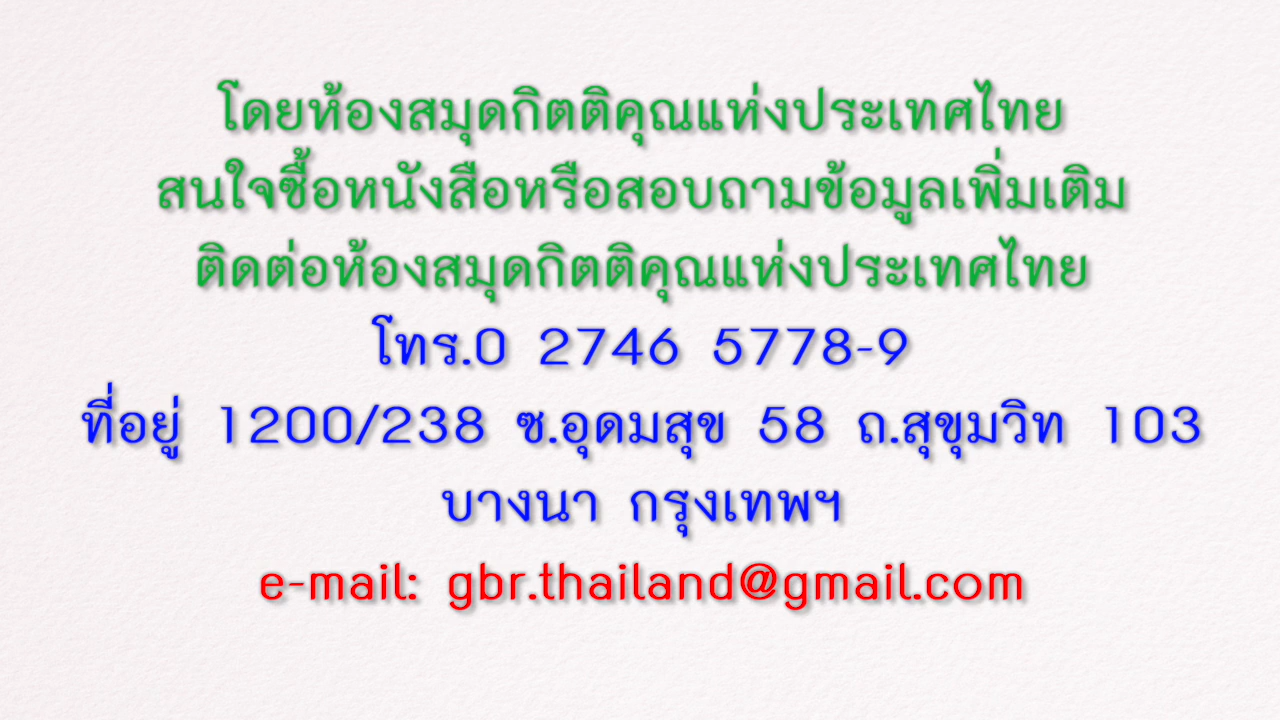 โดยห้องสมุดกิตติคุณแห่งประเทศไทย
สนใจซื้อหนังสือหรือสอบถามข้อมูลเพิ่มเติม
ติดต่อห้องสมุดกิตติคุณแห่งประเทศไทย
โทร.0 2746 5778-9
ที่อยู่ 1200/238 ซ.อุดมสุข 58 ถ.สุขุมวิท 103
บางนา กรุงเทพฯ
e-mail: gbr.thailand@gmail.com